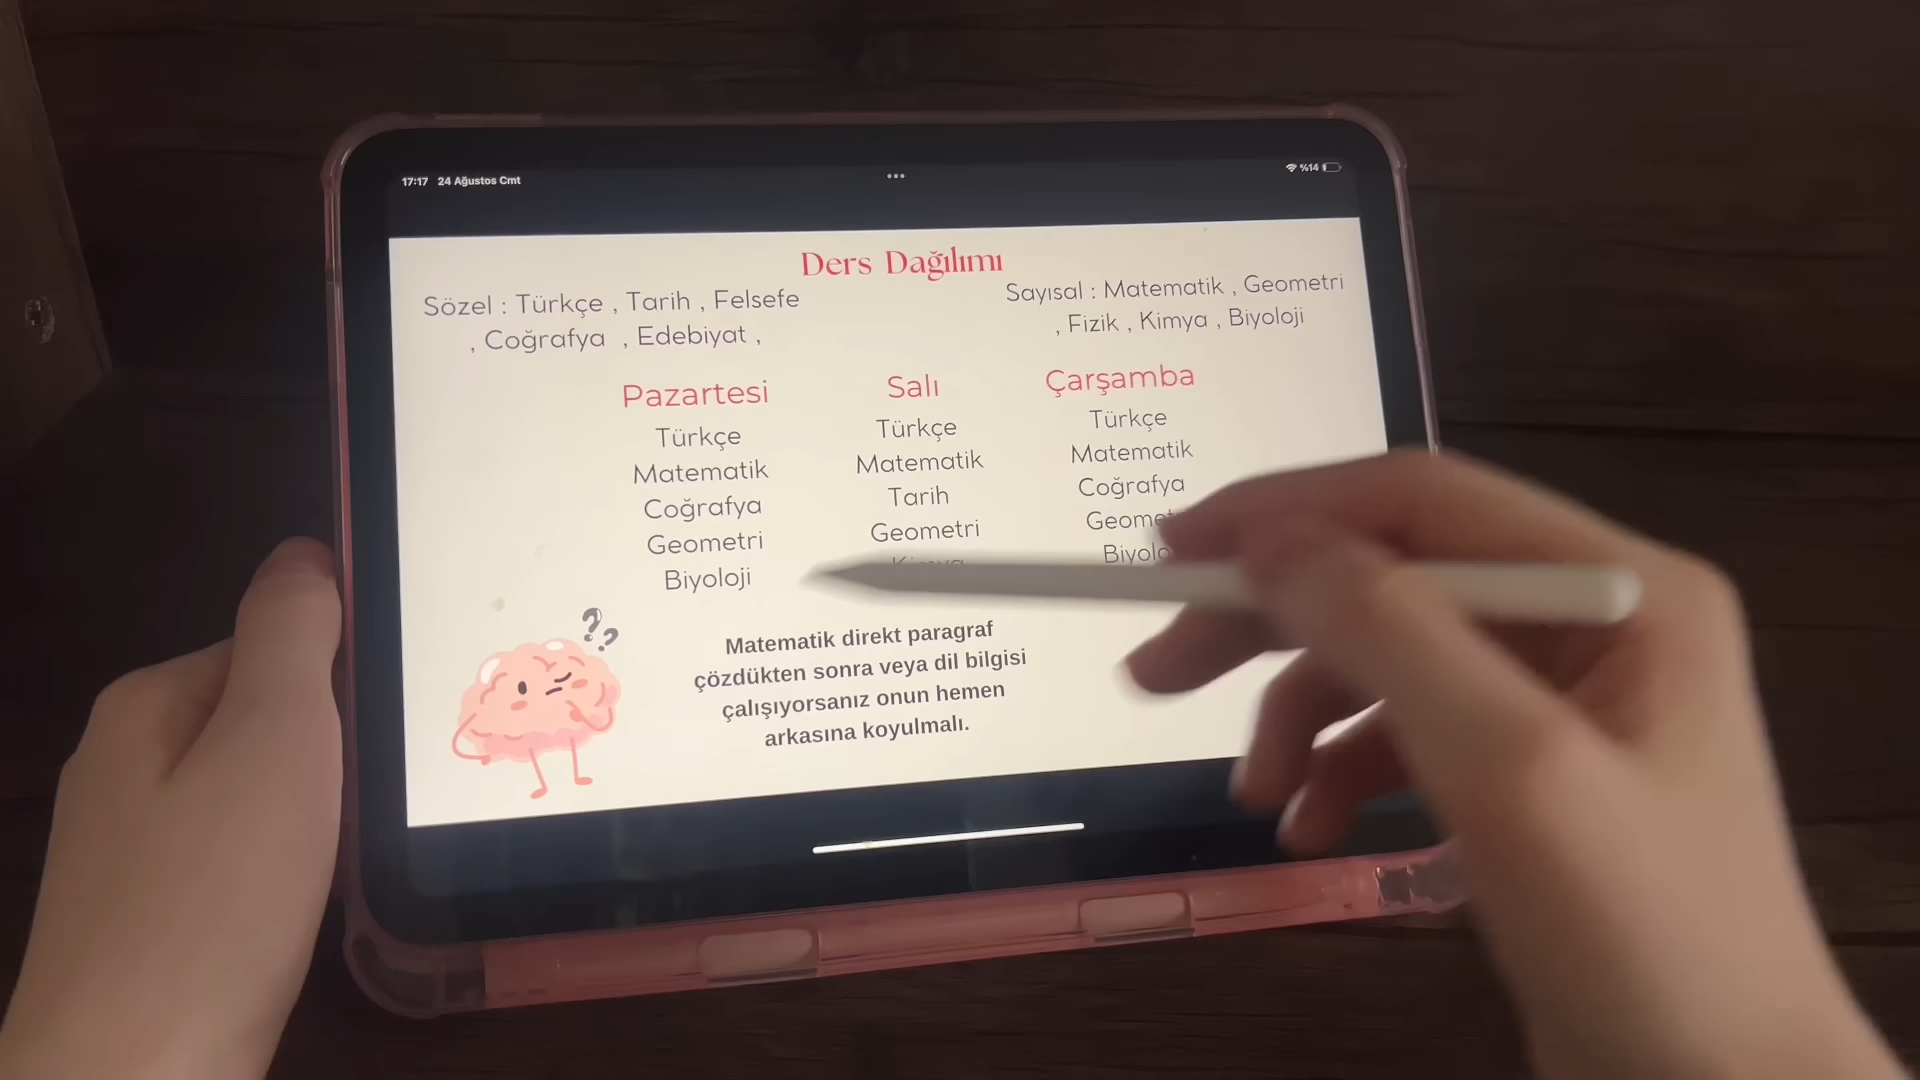 17:17 24 Ağustos Cmt
%14
Ders Dağılımı
Sözel : Türkçe , Tarih , Felsefe
, Coğrafya , Edebiyat ,
Sayısal : Matematik , Geometri
, Fizik , Kimya , Biyoloji
Pazartesi
Türkçe
Matematik
Coğrafya
Geometri
Biyoloji
Salı
Türkçe
Matematik
Tarih
Geometri
Çarşamba
Türkçe
Matematik
Coğrafya
Matematik direkt paragraf
çözdükten sonra veya dil bilgisi
çalışıyorsanız onun hemen
arkasına koyulmalı.